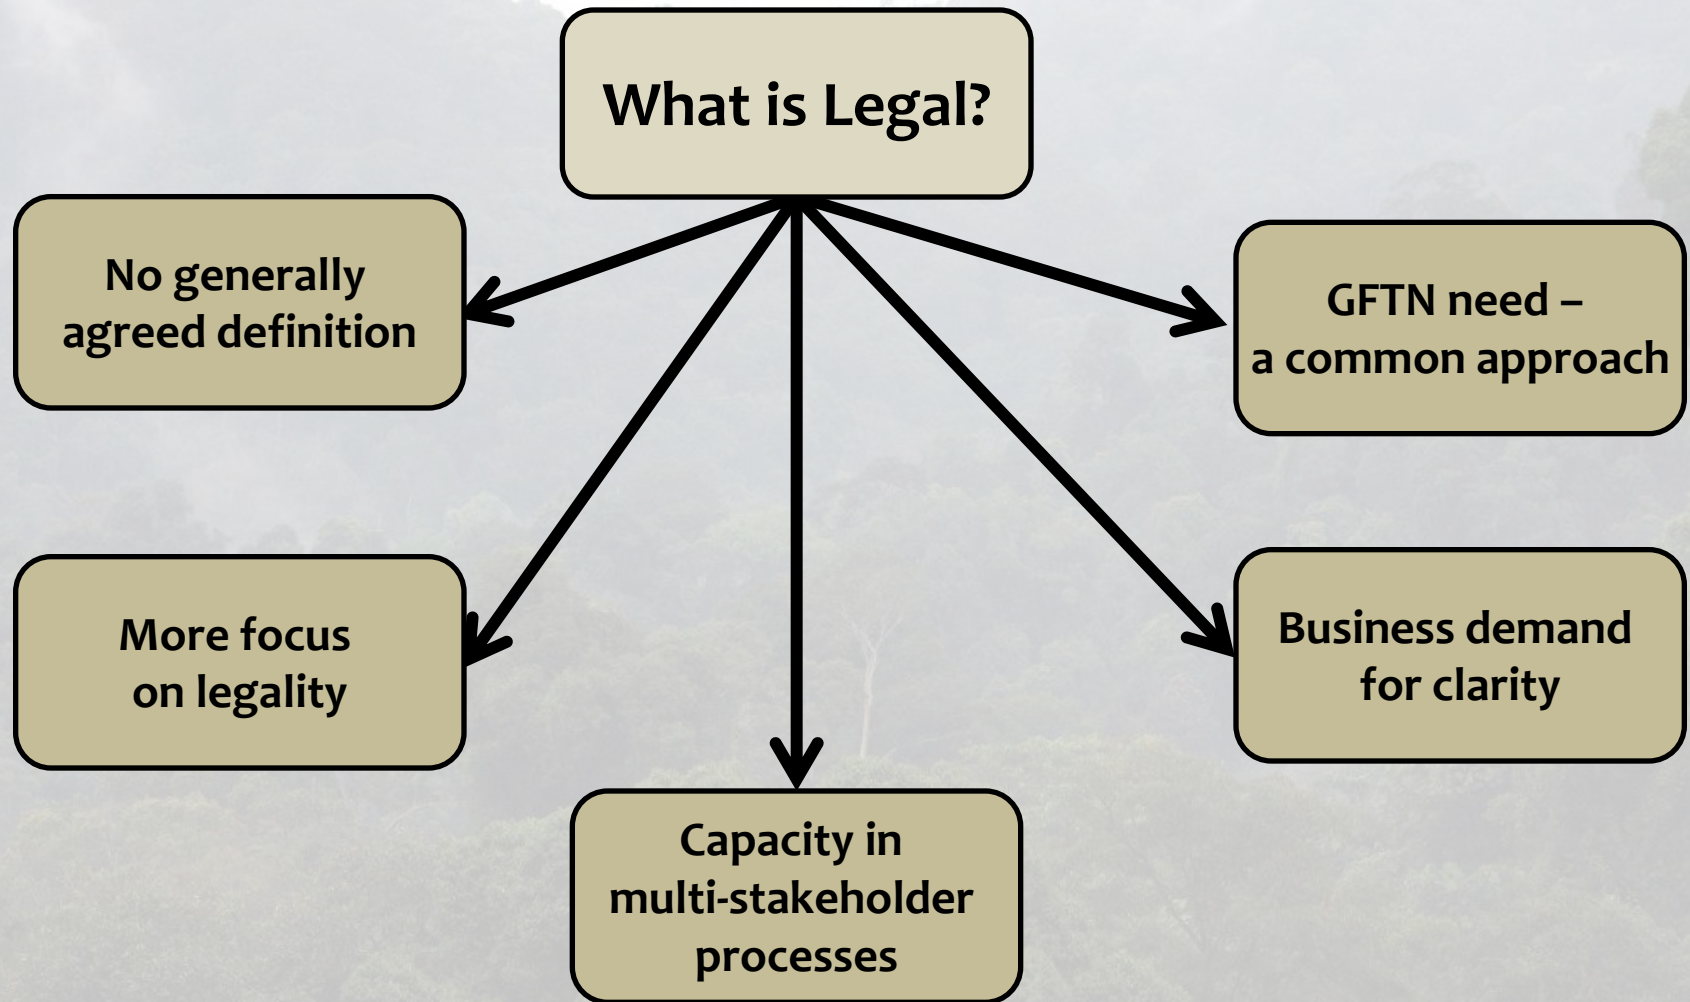 What is Legal?
No generally
agreed definition
GFTN need –
a common approach
More focus
on legality
Business demand
for clarity
Capacity in
multi-stakeholder
processes